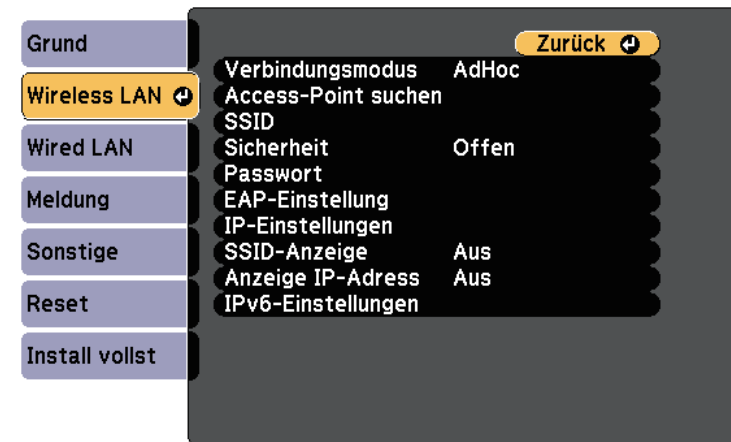 Grund
Wireless LAN
Wired LAN
Meldung
Sonstige
Reset
Install vollst
Zurück
Verbindungsmodus AdHoc
Access-Point suchen
SSID
Sicherheit Offen
Passwort
EAP-Einstellung
IP-Einstellungen
SSID-Anzeige Aus
Anzeige IP-Adress Aus
IPv6-Einstellungen